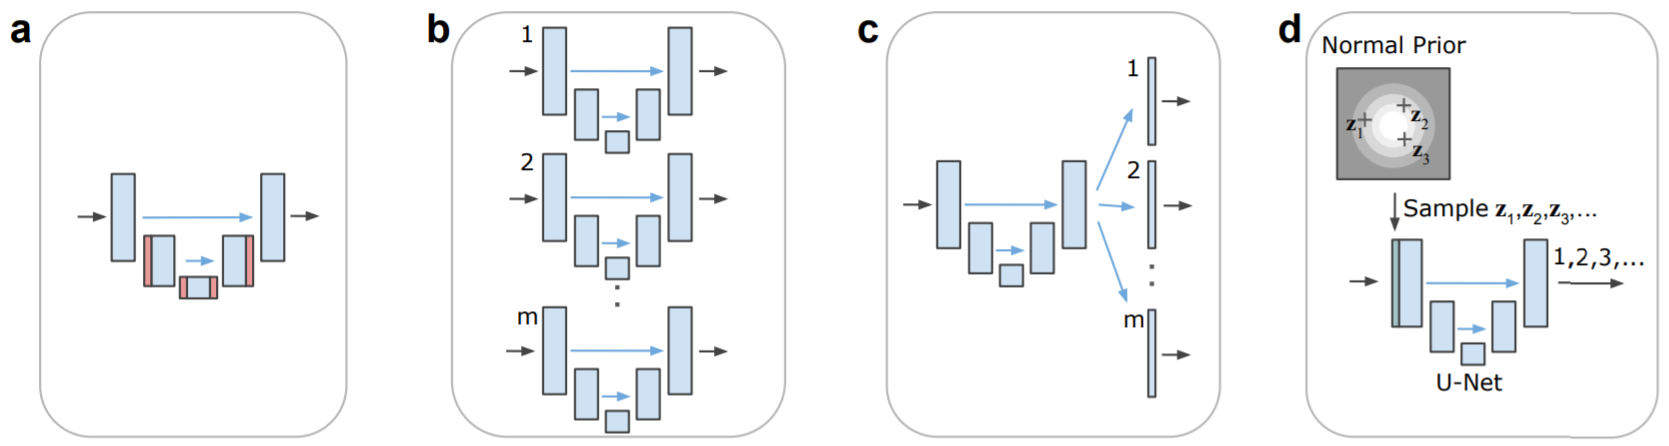 a
b
1
2
m
c
1
2
m
d
Normal Prior
z1
z2
z3
Sample z1,z2,z3,...
1,2,3,...
U-Net